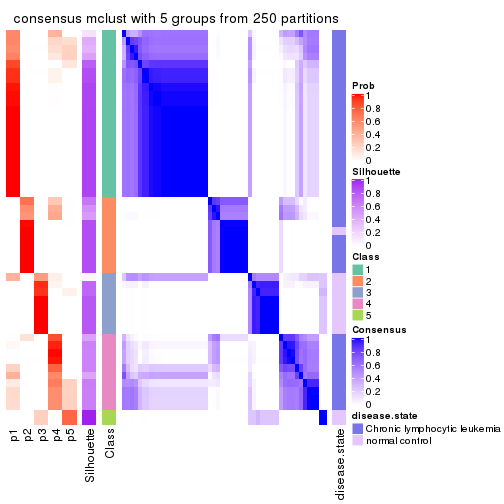 consensus mclust with 5 groups from 250 partitions
Prob
1
0.8
0.6
0.4
0.2
0
Silhouette
1
0.8
0.6
0.4
0.2
0
Class
1
2
3
4
5
Consensus
1
0.8
0.6
0.4
0.2
0
disease.state
Chronic lymphocytic leukemia
normal control
p1
p2
p3
p4
p5
Silhouette
Class
disease.state